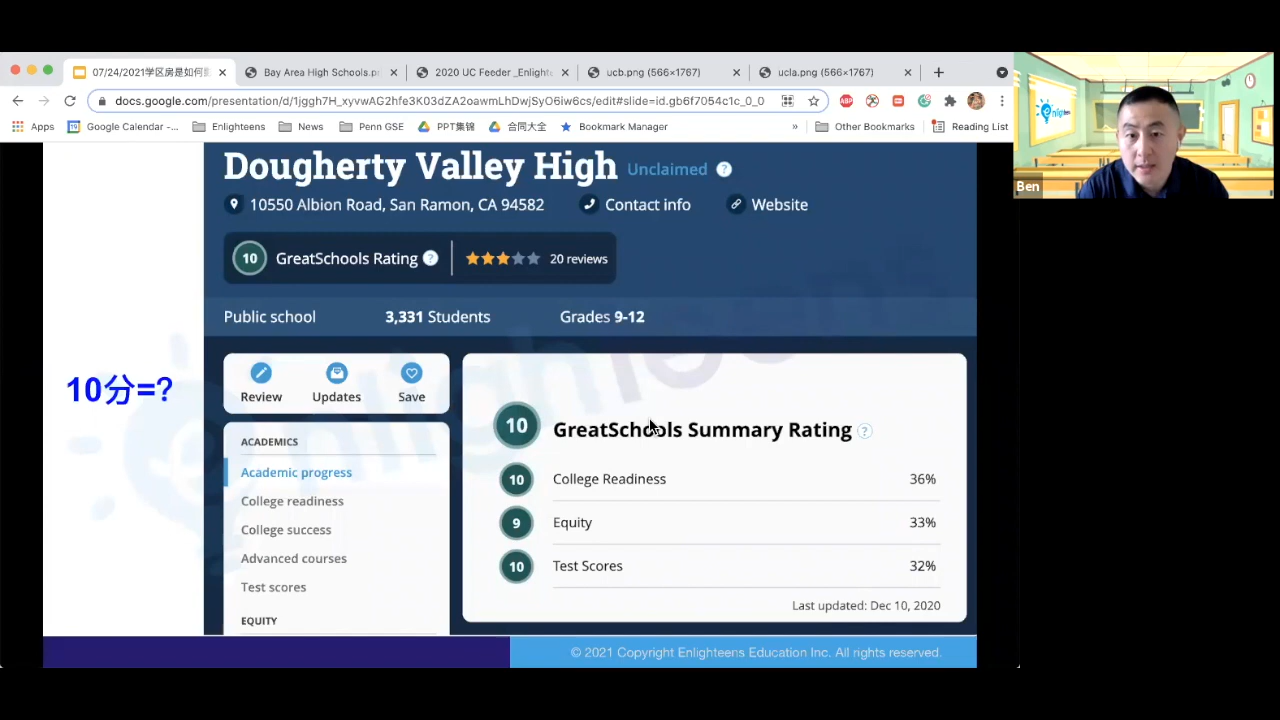 07/24/2021学区房是如何
Bay Area High Schools.p
2020 UC Feeder _Enlight
ucb.png (566×1767)
ucla.png (566×1767)
docs.google.com/presentation/d/1jggh7H_xyvwAG2hfe3K03dZA2oawmLhDwjSyO6iw6cs/edit#slide=id.gb6f7054c1c_0_0
ABP
Apps
Google Calendar -...
Enlighteens
News
Penn GSE
PPT集锦
合同大全
Bookmark Manager
»
Other Bookmarks
Reading List
enlighteens
Ben
Dougherty Valley High Unclaimed ?
10550 Albion Road, San Ramon, CA 94582 Contact info Website
10 GreatSchools Rating ? 20 reviews
Public school 3,331 Students Grades 9-12
10分=?
Review Updates Save
ACADEMICS
Academic progress
College readiness
College success
Advanced courses
Test scores
EQUITY
10 GreatSchools Summary Rating ?
10 College Readiness 36%
9 Equity 33%
10 Test Scores 32%
Last updated: Dec 10, 2020
enlighteens
© 2021 Copyright Enlighteens Education Inc. All rights reserved.